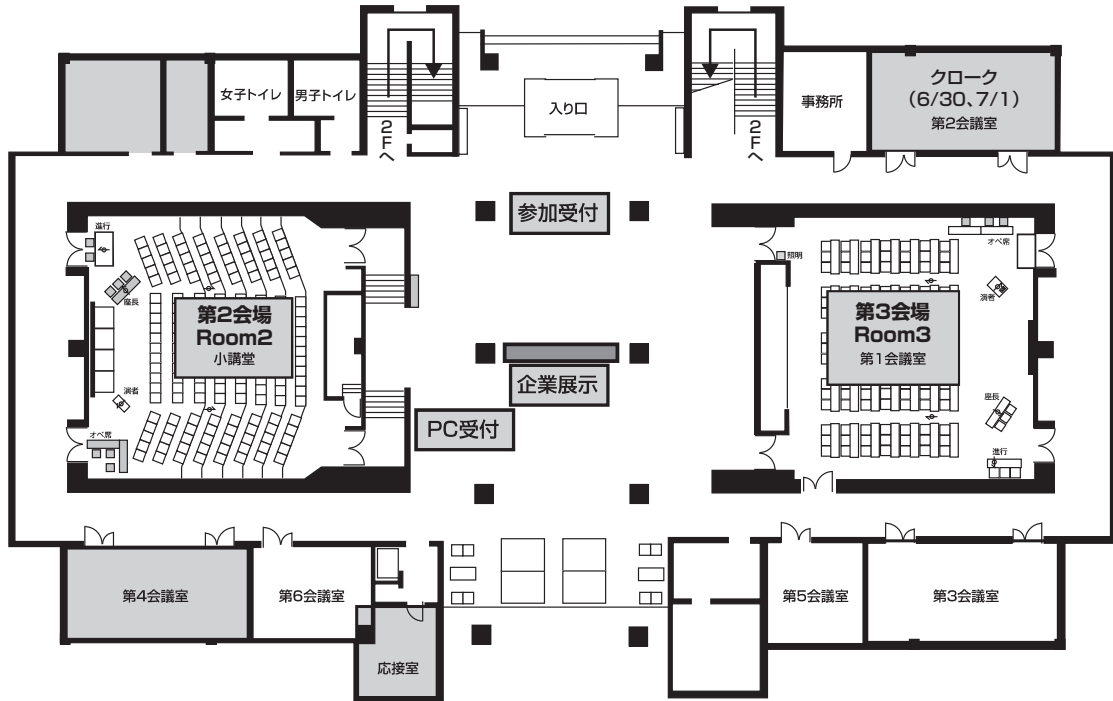 女子トイレ
男子トイレ
2Fへ
入り口
2Fへ
事務所
クローク
(6/30、7/1)
第2会議室
参加受付
進行
座長
第2会場
Room2
小講堂
演者
オペ席
企業展示
PC受付
照明
オペ席
演者
第3会場
Room3
第1会議室
座長
進行
第4会議室
第6会議室
応接室
第5会議室
第3会議室